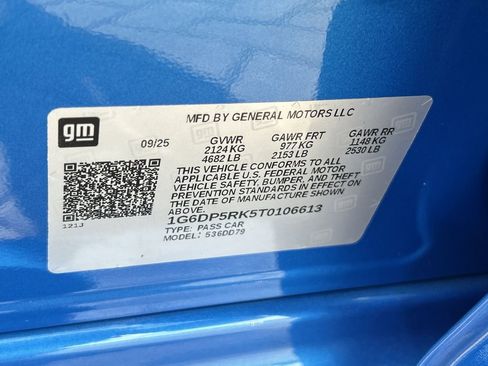 gm
MFD BY GENERAL MOTORS LLC
09/25 GVWR GAWR FRT GAWR RR
2124 KG 977 KG 1148 KG
4682 LB 2153 LB 2530 LB
THIS VEHICLE CONFORMS TO ALL
APPLICABLE U.S. FEDERAL MOTOR
VEHICLE SAFETY, BUMPER, AND THEFT
PREVENTION STANDARDS IN EFFECT ON
THE DATE OF MANUFACTURE SHOWN
ABOVE.
1G6DP5RK5T0106613
TYPE: PASS CAR
MODEL: 536DD79
121J